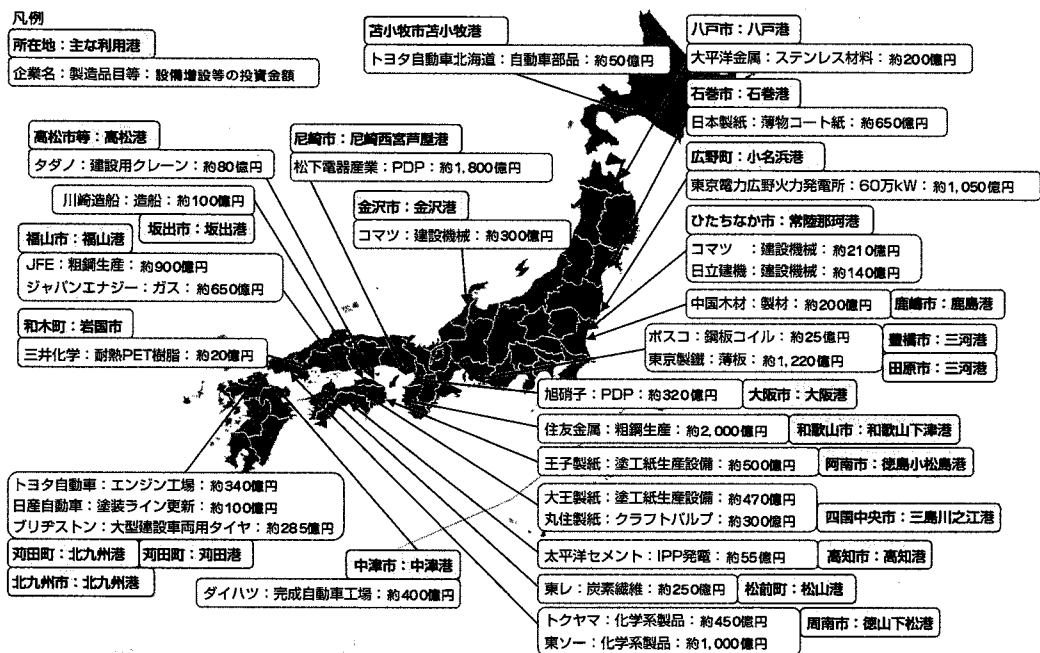 凡例
所在地：主な利用港
企業名：製造品目等：設備増設等の投資金額
苫小牧市苫小牧港
トヨタ自動車北海道：自動車部品：約50億円
八戸市：八戸港
大平洋金属：ステンレス材料：約200億円
石巻市：石巻港
日本製紙：薄物コート紙：約650億円
広野町：小名浜港
東京電力広野火力発電所：60万kW：約1,050億円
ひたちなか市：常陸那珂港
コマツ　：建設機械：約210億円
日立建機：建設機械：約140億円
中国木材：製材：約200億円
鹿嶋市：鹿島港
ポスコ：鋼板コイル：約25億円
東京製鐵：薄板：約1,220億円
豊橋市：三河港
田原市：三河港
高松市等：高松港
タダノ：建設用クレーン：約80億円
尼崎市：尼崎西宮芦屋港
松下電器産業：PDP：約1,800億円
川崎造船：造船：約100億円
坂出市：坂出港
金沢市：金沢港
コマツ：建設機械：約300億円
福山市：福山港
JFE：粗鋼生産：約900億円
ジャパンエナジー：ガス：約650億円
和木町：岩国市
三井化学：耐熱PET樹脂：約20億円
旭硝子：PDP：約320億円
大阪市：大阪港
住友金属：粗鋼生産：約2,000億円
和歌山市：和歌山下津港
王子製紙：塗工紙生産設備：約500億円
阿南市：徳島小松島港
大王製紙：塗工紙生産設備：約470億円
丸住製紙：クラフトパルプ：約300億円
四国中央市：三島川之江港
太平洋セメント：IPP発電：約55億円
高知市：高知港
東レ：炭素繊維：約250億円
松前町：松山港
トクヤマ：化学系製品：約450億円
東ソー：化学系製品：約1,000億円
周南市：徳山下松港
トヨタ自動車：エンジン工場：約340億円
日産自動車：塗装ライン更新：約100億円
ブリヂストン：大型建設車両用タイヤ：約285億円
苅田町：北九州港
苅田町：苅田港
北九州市：北九州港
中津市：中津港
ダイハツ：完成自動車工場：約400億円